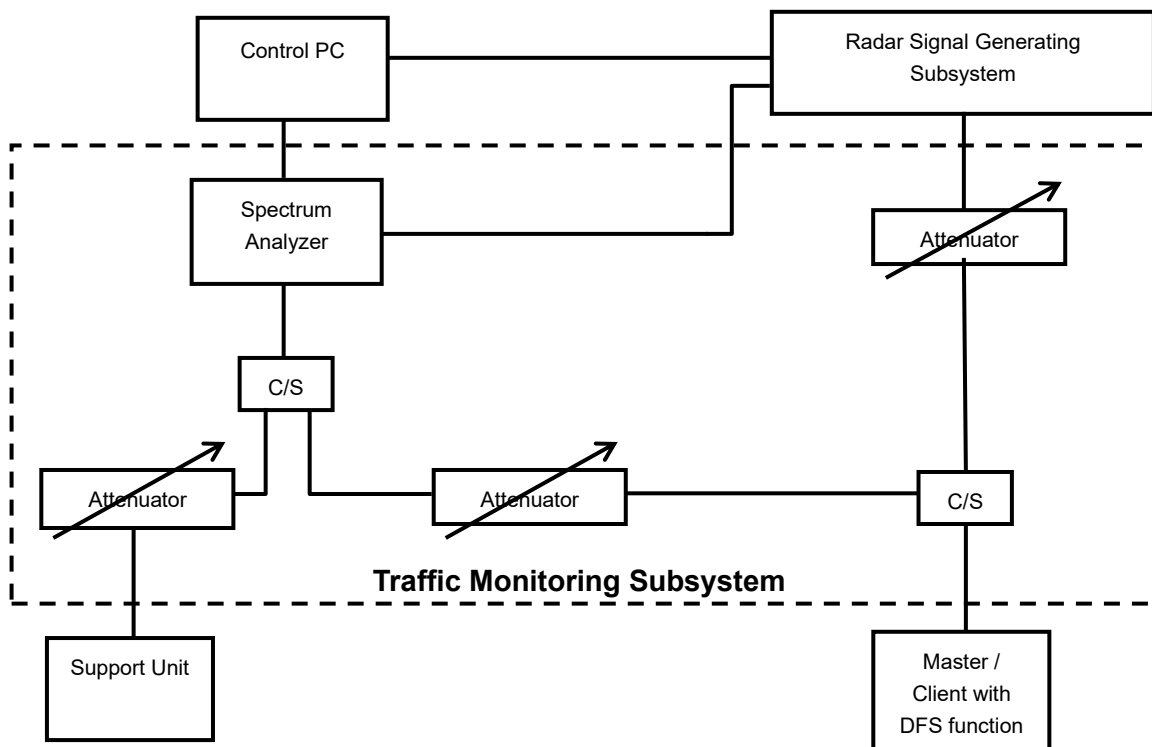 Control PC
Radar Signal Generating
Subsystem
Spectrum
Analyzer
Attenuator
C/S
Attenuator
Attenuator
C/S
Traffic Monitoring Subsystem
Support Unit
Master /
Client with
DFS function